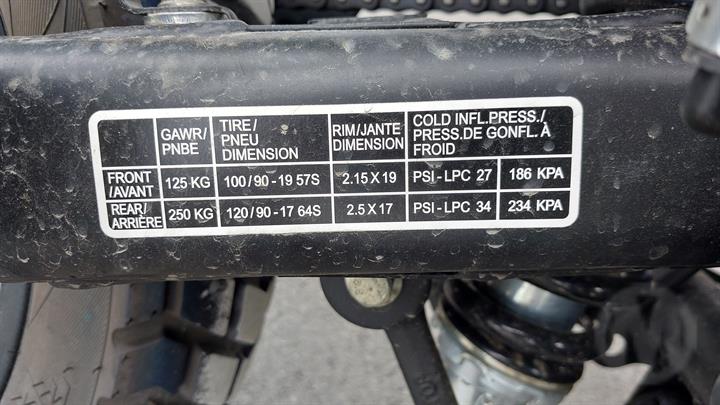 GAWR/
PNBE
TIRE/
PNEU
DIMENSION
RIM/JANTE
DIMENSION
COLD INFL.PRESS./
PRESS.DE GONFL.À
FROID
FRONT
/AVANT
125 KG
100/90-19 57S
2.15 X 19
PSI-LPC 27
186 KPA
REAR/
ARRIÈRE
250 KG
120/90-17 64S
2.5 X 17
PSI-LPC 34
234 KPA